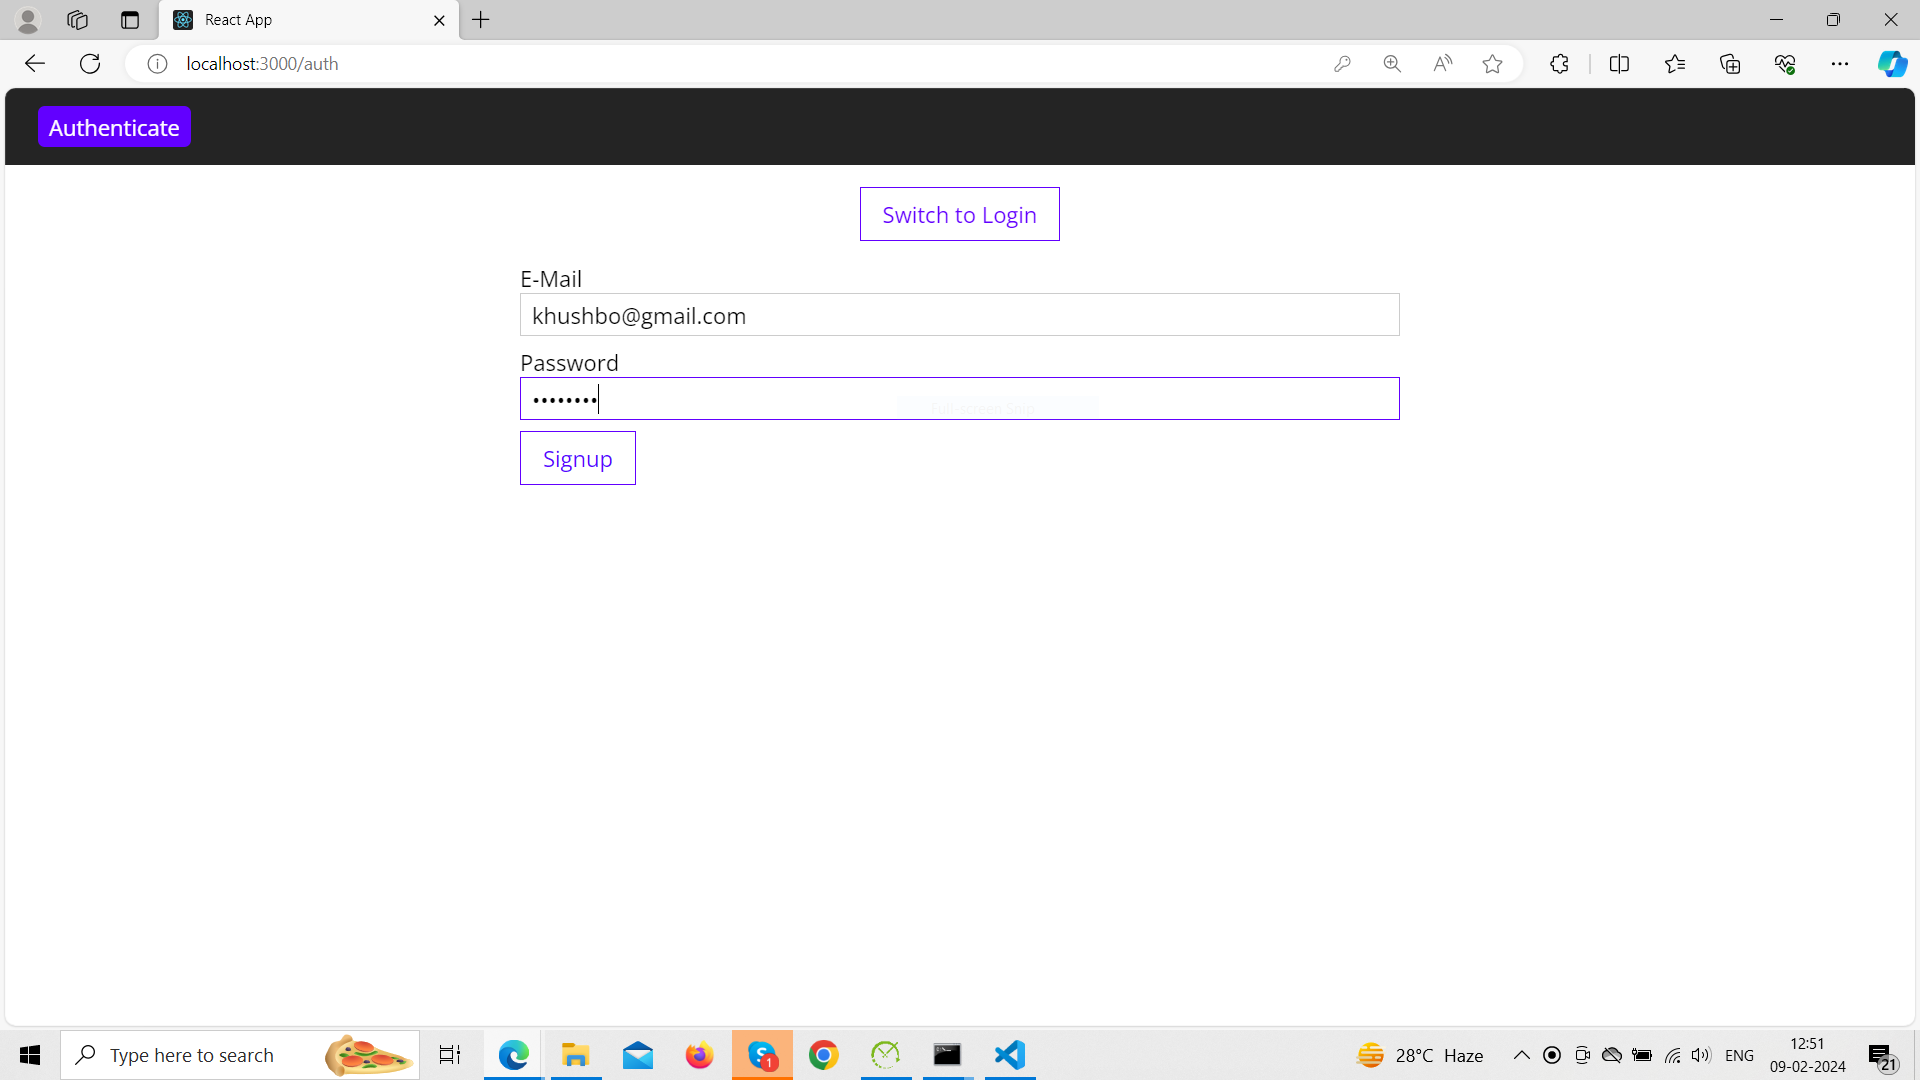 React App
localhost:3000/auth
Authenticate
Switch to Login
E-Mail
khushbo@gmail.com
Password
••••••••
Full-screen Snip
Signup
Type here to search
1
28°C Haze
ENG
12:51
09-02-2024
21